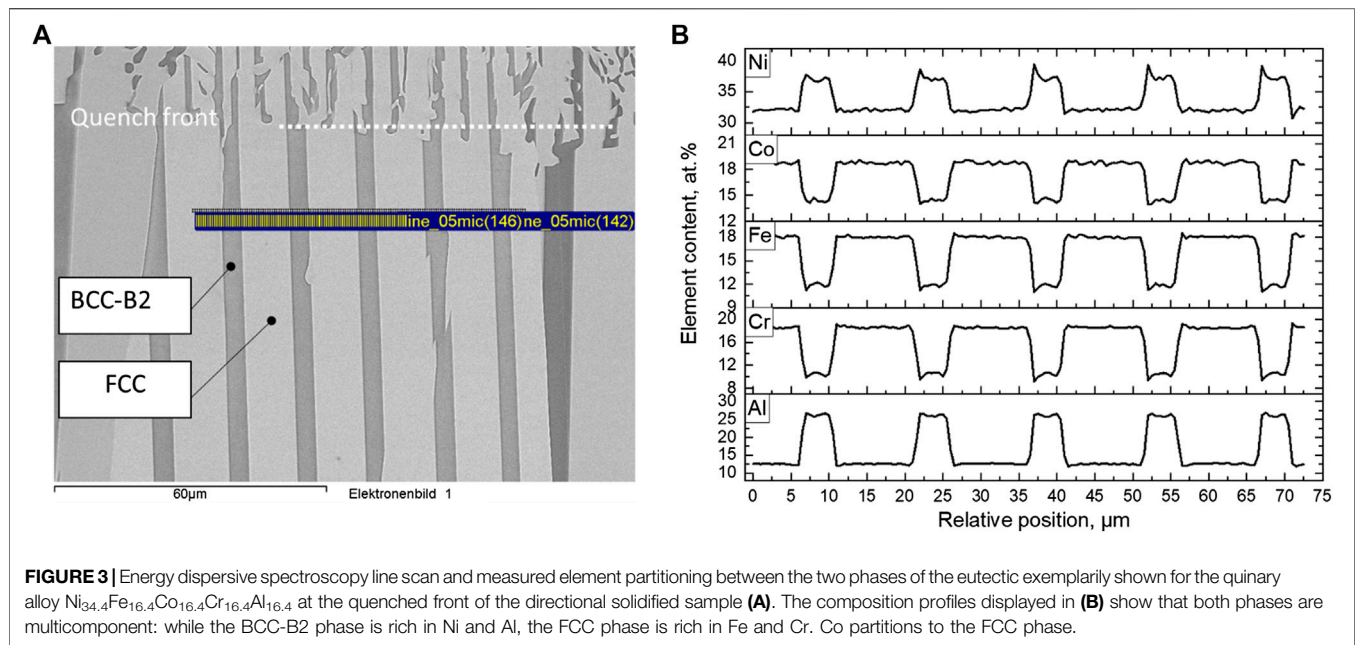 A
Quench front
ine_05mic(146)ne_05mic(142)
BCC-B2
FCC
60µm
Elektronenbild 1
B
Element content, at.%
Ni
40
35
30
Co
21
18
15
12
Fe
18
15
12
9
Cr
20
16
12
8
Al
30
25
20
15
10
0 5 10 15 20 25 30 35 40 45 50 55 60 65 70 75
Relative position, µm
FIGURE 3 | Energy dispersive spectroscopy line scan and measured element partitioning between the two phases of the eutectic exemplarily shown for the quinary
alloy Ni34.4Fe16.4Co16.4Cr16.4Al16.4 at the quenched front of the directional solidified sample (A). The composition profiles displayed in (B) show that both phases are
multicomponent: while the BCC-B2 phase is rich in Ni and Al, the FCC phase is rich in Fe and Cr. Co partitions to the FCC phase.